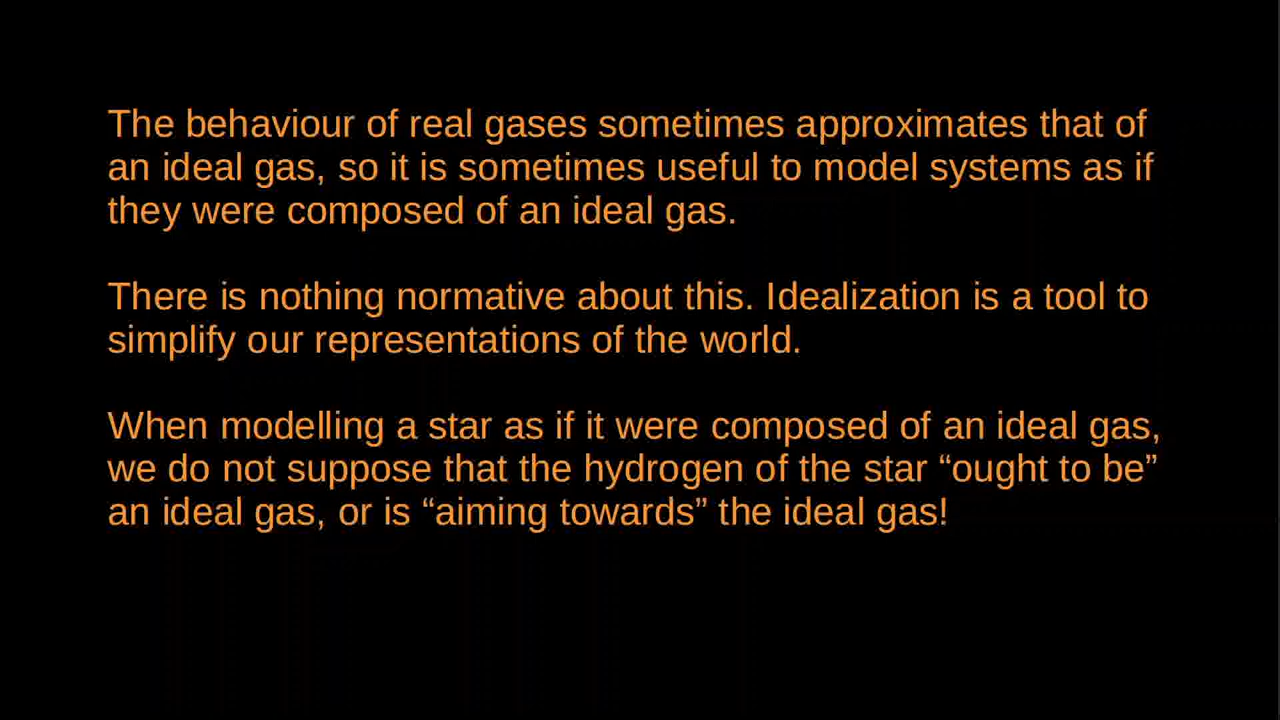 The behaviour of real gases sometimes approximates that of
an ideal gas, so it is sometimes useful to model systems as if
they were composed of an ideal gas.
There is nothing normative about this. Idealization is a tool to
simplify our representations of the world.
When modelling a star as if it were composed of an ideal gas,
we do not suppose that the hydrogen of the star “ought to be”
an ideal gas, or is “aiming towards” the ideal gas!